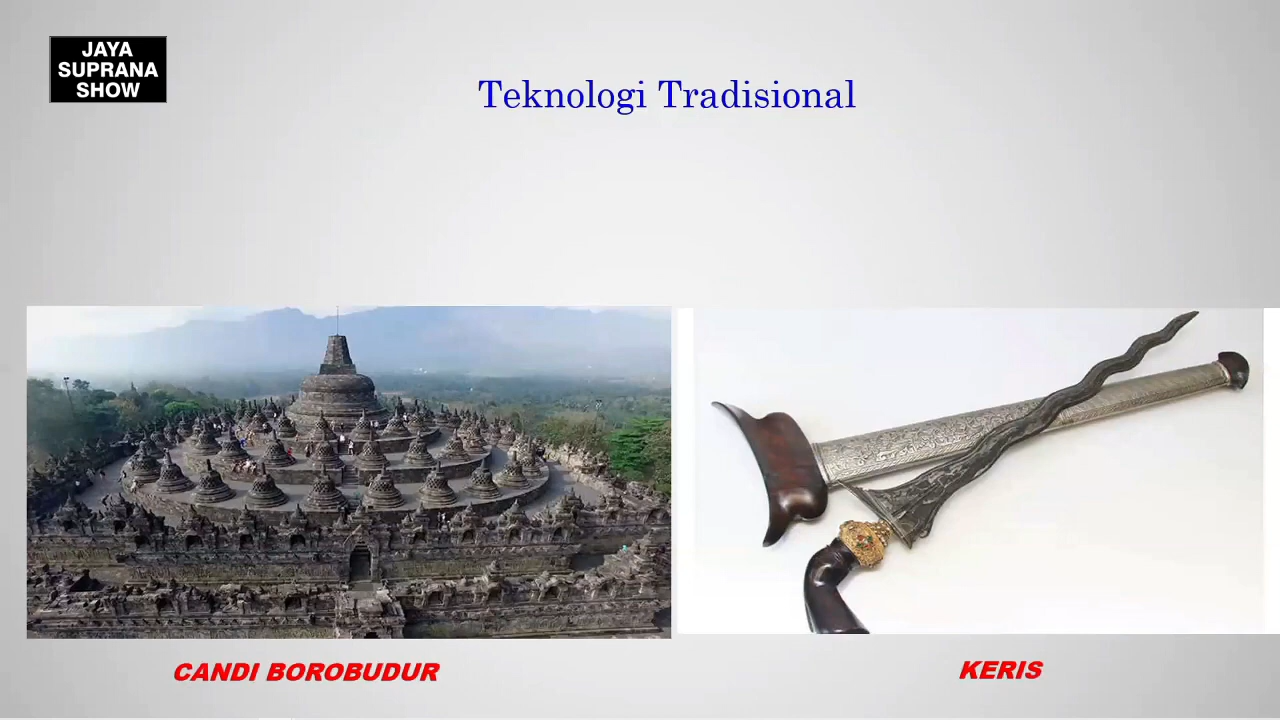 JAYA
SUPRANA
SHOW
Teknologi Tradisional
CANDI BOROBUDUR
KERIS